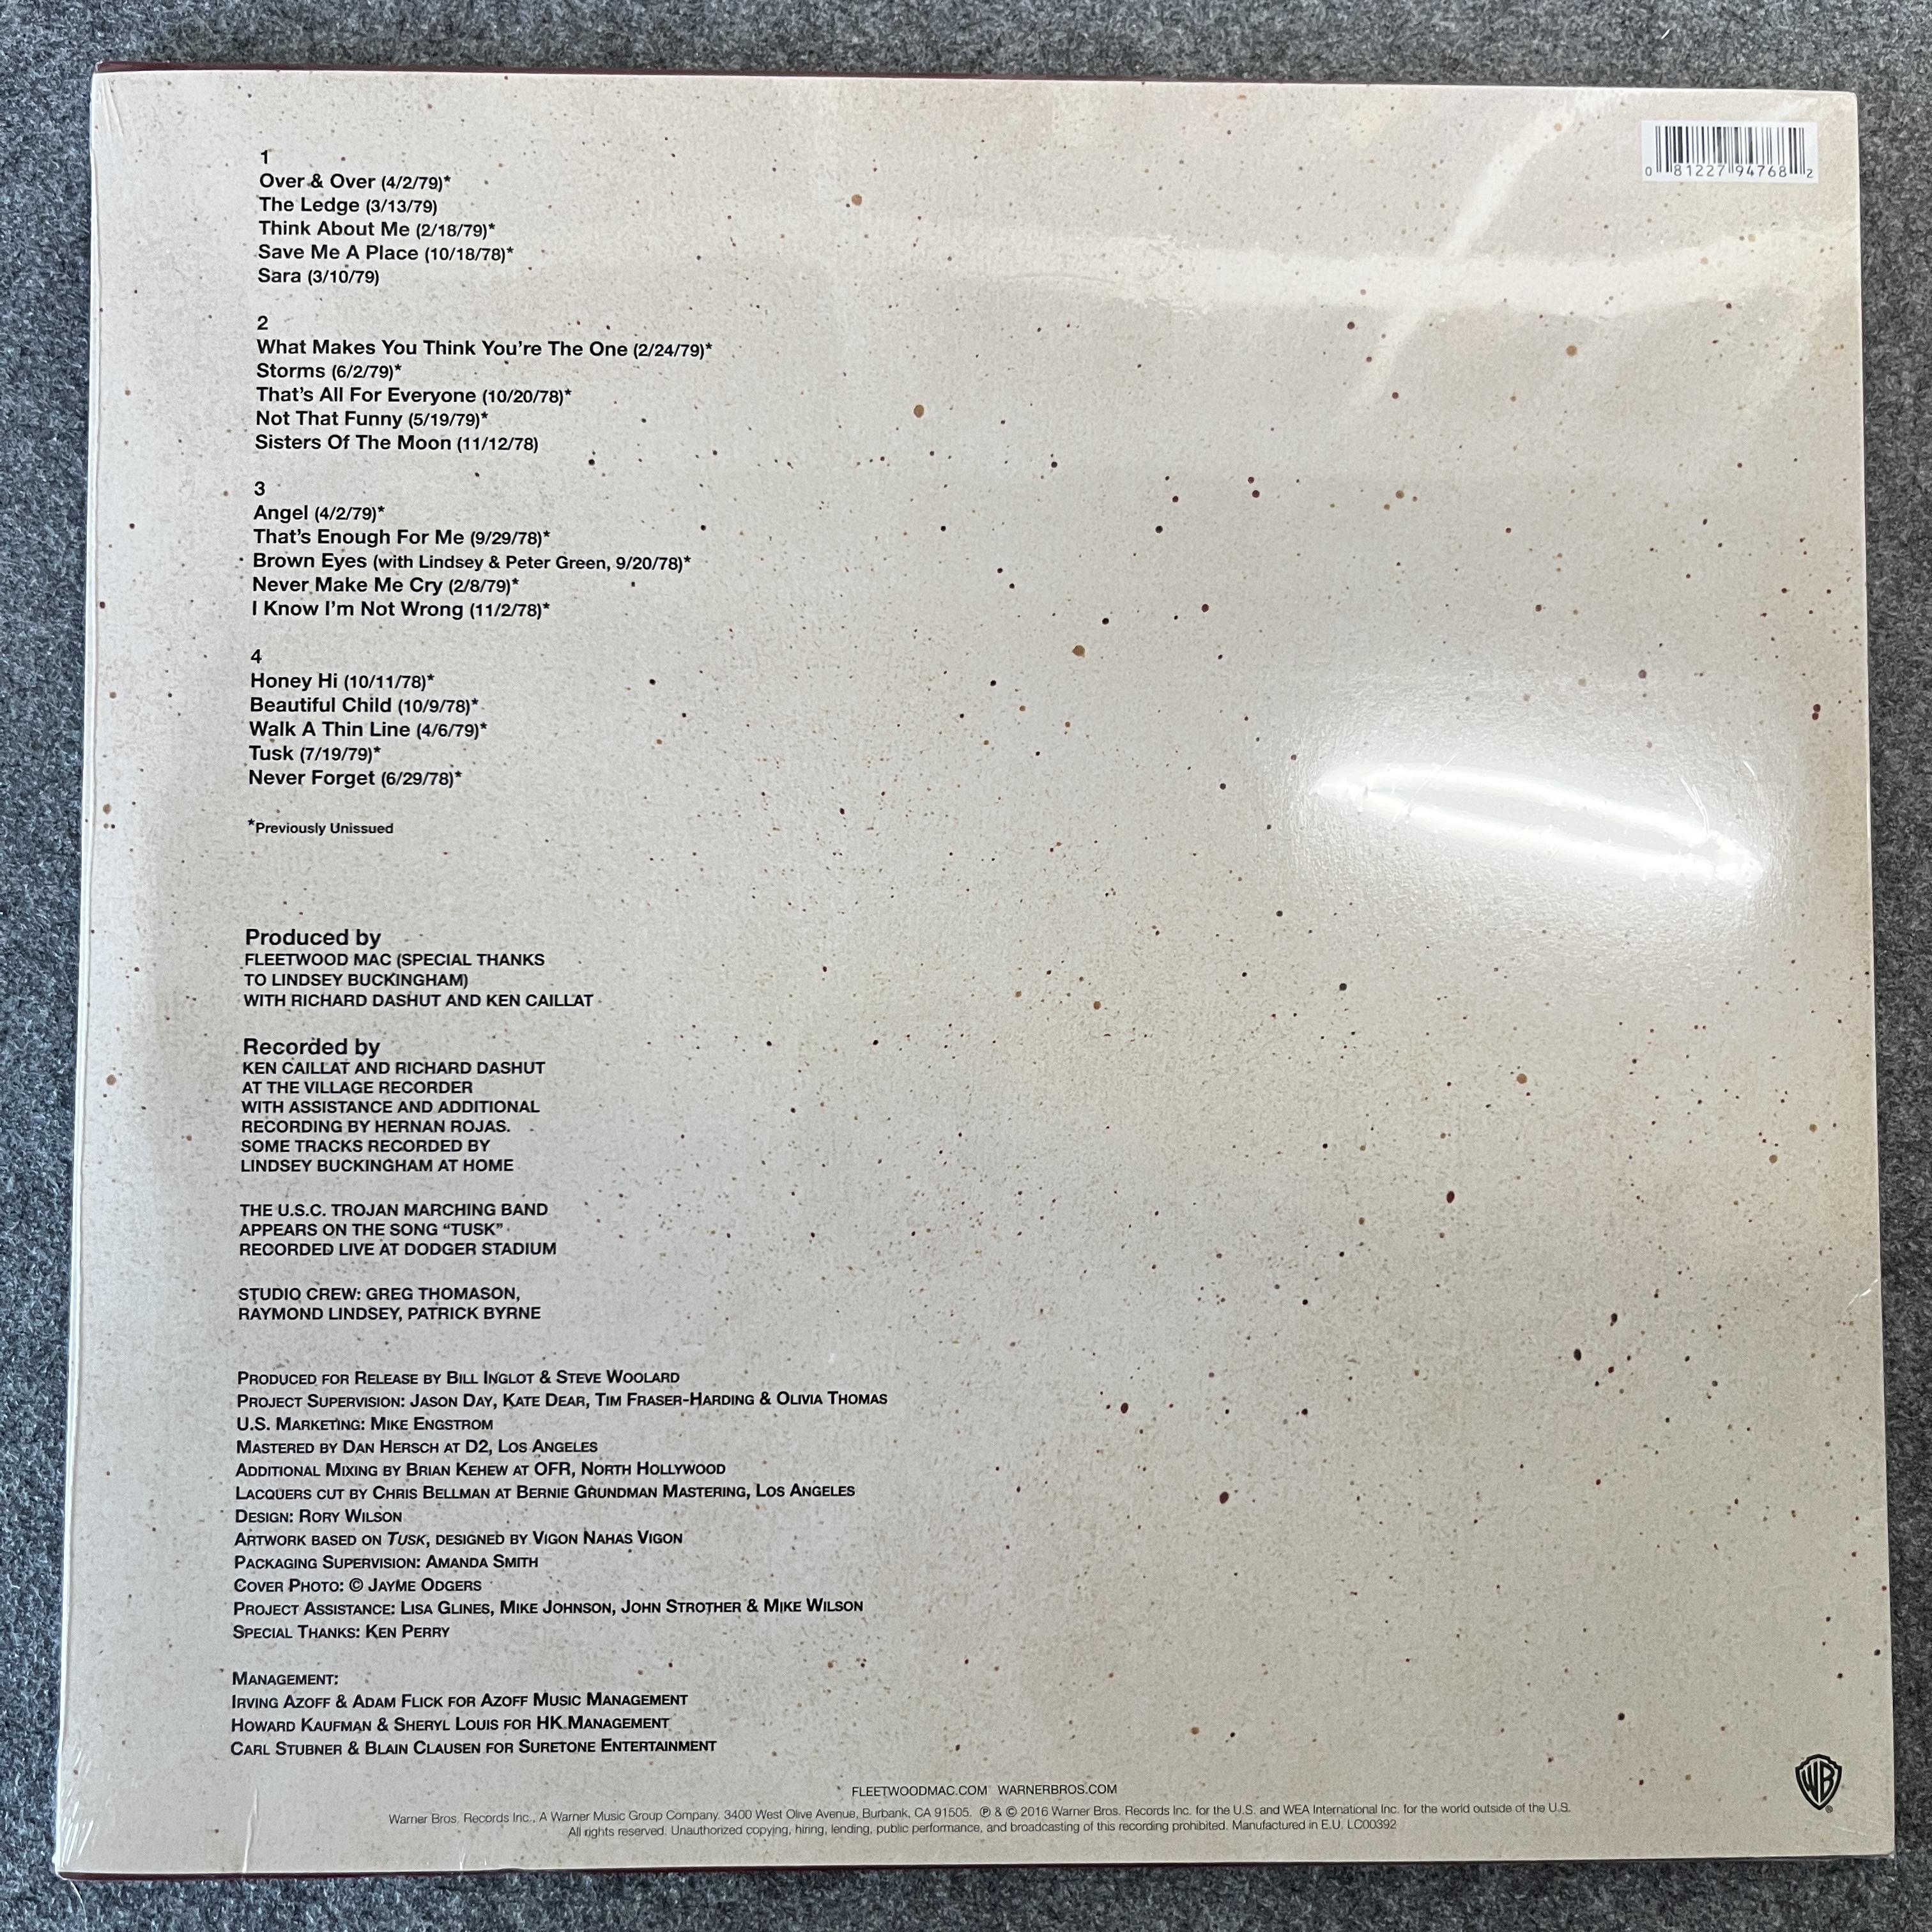 0 81227 94768 2
1
Over & Over (4/2/79)*
The Ledge (3/13/79)
Think About Me (2/18/79)*
Save Me A Place (10/18/78)*
Sara (3/10/79)
2
What Makes You Think You're The One (2/24/79)*
Storms (6/2/79)*
That's All For Everyone (10/20/78)*
Not That Funny (5/19/79)*
Sisters Of The Moon (11/12/78)
3
Angel (4/2/79)*
That's Enough For Me (9/29/78)*
Brown Eyes (with Lindsey & Peter Green, 9/20/78)*
Never Make Me Cry (2/8/79)*
I Know I'm Not Wrong (11/2/78)*
4
Honey Hi (10/11/78)*
Beautiful Child (10/9/78)*
Walk A Thin Line (4/6/79)*
Tusk (7/19/79)*
Never Forget (6/29/78)*
*Previously Unissued
Produced by
FLEETWOOD MAC (SPECIAL THANKS
TO LINDSEY BUCKINGHAM)
WITH RICHARD DASHUT AND KEN CAILLAT
Recorded by
KEN CAILLAT AND RICHARD DASHUT
AT THE VILLAGE RECORDER
WITH ASSISTANCE AND ADDITIONAL
RECORDING BY HERNAN ROJAS.
SOME TRACKS RECORDED BY
LINDSEY BUCKINGHAM AT HOME
THE U.S.C. TROJAN MARCHING BAND
APPEARS ON THE SONG “TUSK”
RECORDED LIVE AT DODGER STADIUM
STUDIO CREW: GREG THOMASON,
RAYMOND LINDSEY, PATRICK BYRNE
PRODUCED FOR RELEASE BY BILL INGLOT & STEVE WOOLARD
PROJECT SUPERVISION: JASON DAY, KATE DEAR, TIM FRASER-HARDING & OLIVIA THOMAS
U.S. MARKETING: MIKE ENGSTROM
MASTERED BY DAN HERSCH AT D2, LOS ANGELES
ADDITIONAL MIXING BY BRIAN KEHEW AT OFR, NORTH HOLLYWOOD
LACQUERS CUT BY CHRIS BELLMAN AT BERNIE GRUNDMAN MASTERING, LOS ANGELES
DESIGN: RORY WILSON
ARTWORK BASED ON TUSK, DESIGNED BY VIGON NAHAS VIGON
PACKAGING SUPERVISION: AMANDA SMITH
COVER PHOTO: © JAYME ODGERS
PROJECT ASSISTANCE: LISA GLINES, MIKE JOHNSON, JOHN STROTHER & MIKE WILSON
SPECIAL THANKS: KEN PERRY
MANAGEMENT:
IRVING AZOFF & ADAM FLICK FOR AZOFF MUSIC MANAGEMENT
HOWARD KAUFMAN & SHERYL LOUIS FOR HK MANAGEMENT
CARL STUBNER & BLAIN CLAUSEN FOR SURETONE ENTERTAINMENT
FLEETWOODMAC.COM WARNERBROS.COM
Warner Bros. Records Inc., A Warner Music Group Company. 3400 West Olive Avenue, Burbank, CA 91505. ℗ & © 2016 Warner Bros. Records Inc. for the U.S. and WEA International Inc. for the world outside of the U.S.
All rights reserved. Unauthorized copying, hiring, lending, public performance, and broadcasting of this recording prohibited. Manufactured in E.U. LC00392
WB
®